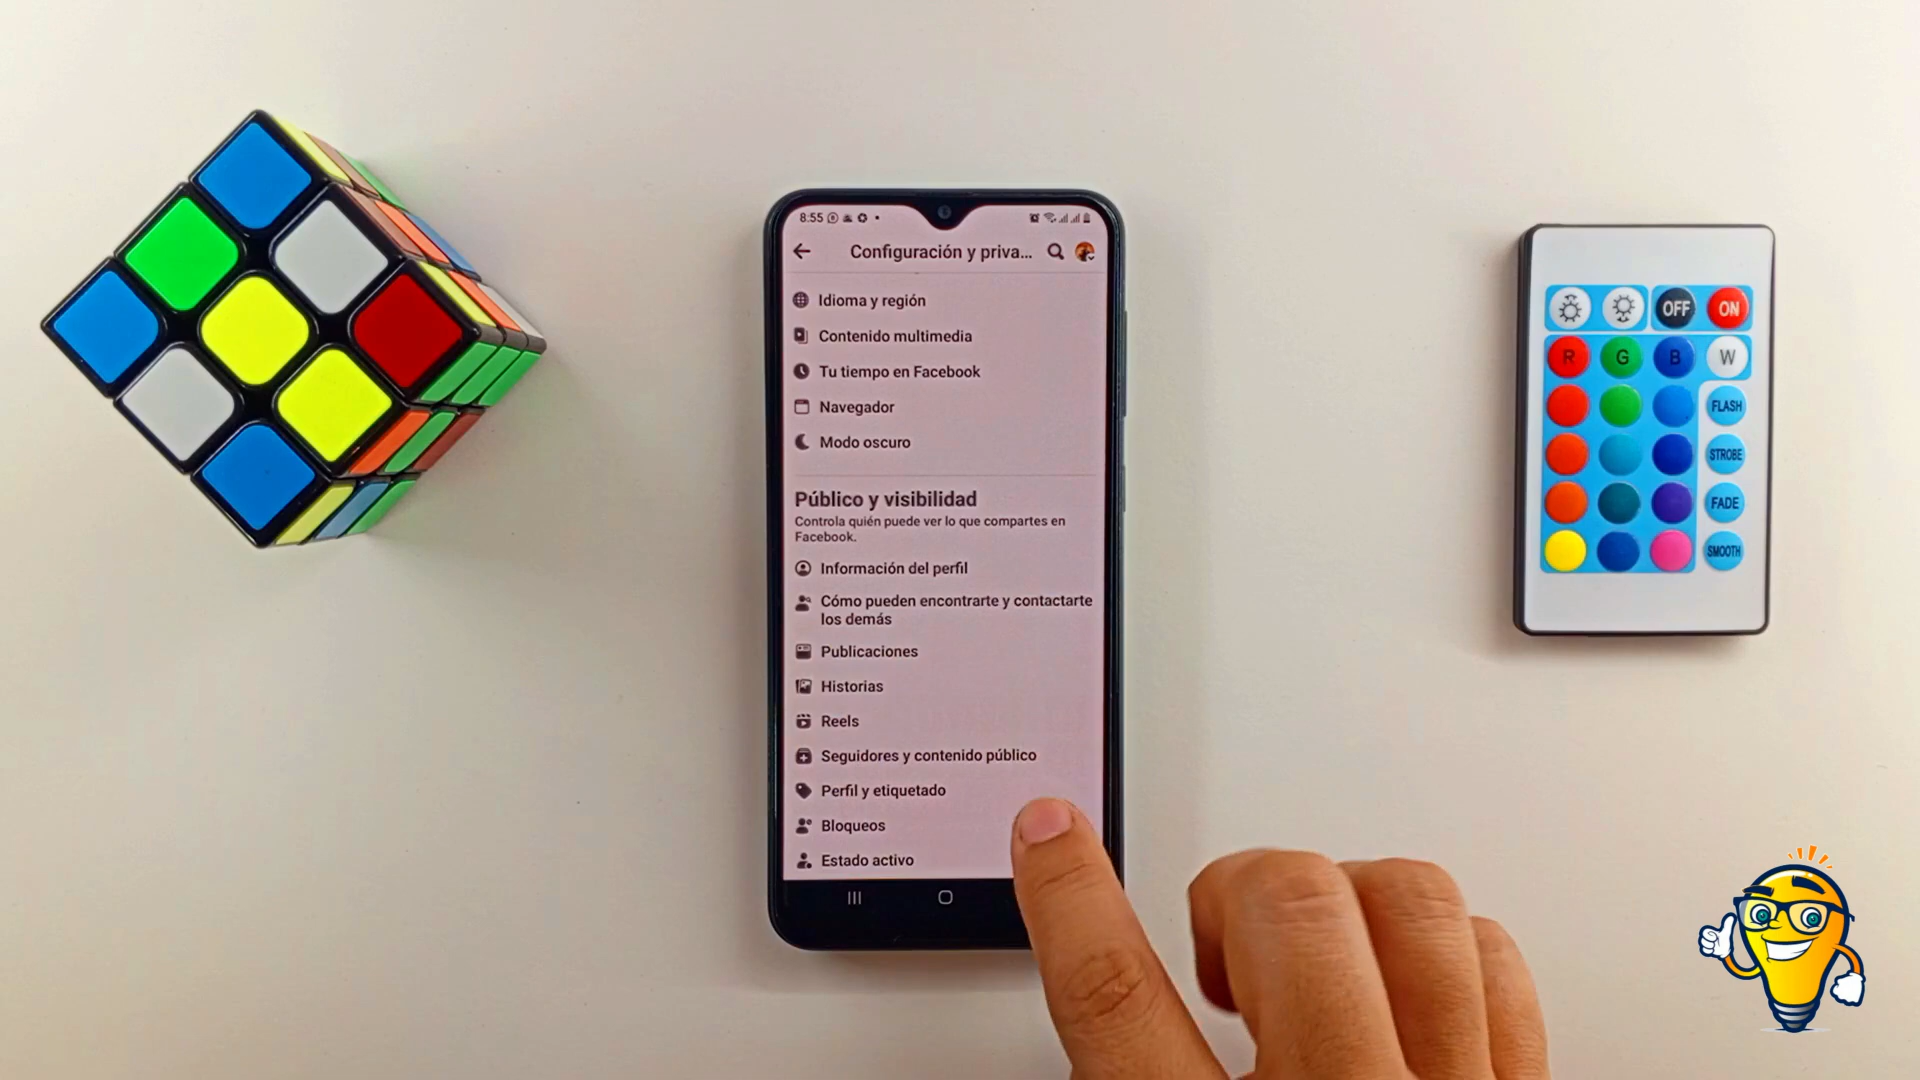 8:55
Configuración y priva...
Idioma y región
Contenido multimedia
Tu tiempo en Facebook
Navegador
Modo oscuro
Público y visibilidad
Controla quién puede ver lo que compartes en
Facebook.
Información del perfil
Cómo pueden encontrarte y contactarte
los demás
Publicaciones
Historias
Reels
Seguidores y contenido público
Perfil y etiquetado
Bloqueos
Estado activo
OFF ON
R G B W
FLASH
STROBE
FADE
SMOOTH